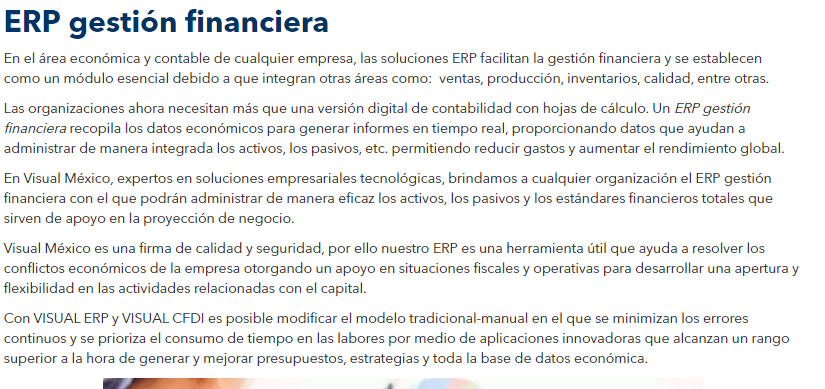 ERP gestión financiera
En el área económica y contable de cualquier empresa, las soluciones ERP facilitan la gestión financiera y se establecen
como un módulo esencial debido a que integran otras áreas como:  ventas, producción, inventarios, calidad, entre otras.
Las organizaciones ahora necesitan más que una versión digital de contabilidad con hojas de cálculo. Un ERP gestión
financiera recopila los datos económicos para generar informes en tiempo real, proporcionando datos que ayudan a
administrar de manera integrada los activos, los pasivos, etc. permitiendo reducir gastos y aumentar el rendimiento global.
En Visual México, expertos en soluciones empresariales tecnológicas, brindamos a cualquier organización el ERP gestión
financiera con el que podrán administrar de manera eficaz los activos, los pasivos y los estándares financieros totales que
sirven de apoyo en la proyección de negocio.
Visual México es una firma de calidad y seguridad, por ello nuestro ERP es una herramienta útil que ayuda a resolver los
conflictos económicos de la empresa otorgando un apoyo en situaciones fiscales y operativas para desarrollar una apertura y
flexibilidad en las actividades relacionadas con el capital.
Con VISUAL ERP y VISUAL CFDI es posible modificar el modelo tradicional-manual en el que se minimizan los errores
continuos y se prioriza el consumo de tiempo en las labores por medio de aplicaciones innovadoras que alcanzan un rango
superior a la hora de generar y mejorar presupuestos, estrategias y toda la base de datos económica.